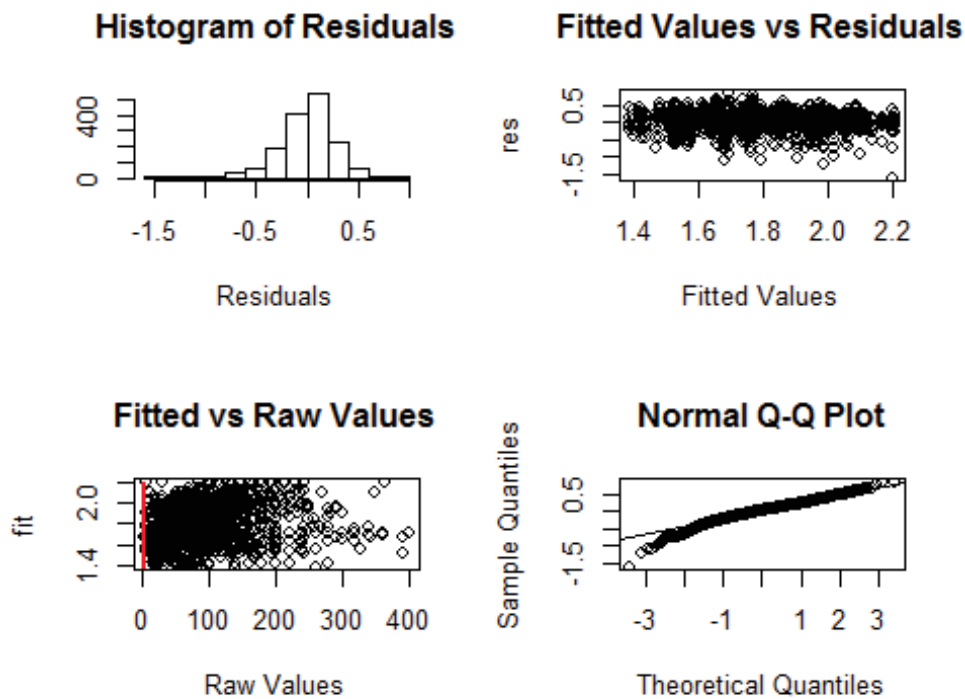 Histogram of Residuals
400
0
-1.5 -0.5 0.5
Residuals
Fitted Values vs Residuals
res
0.5
-1.5
1.4 1.6 1.8 2.0 2.2
Fitted Values
Fitted vs Raw Values
fit
2.0
1.4
0 100 200 300 400
Raw Values
Normal Q-Q Plot
Sample Quantiles
0.5
-1.5
-3 -1 1 2 3
Theoretical Quantiles